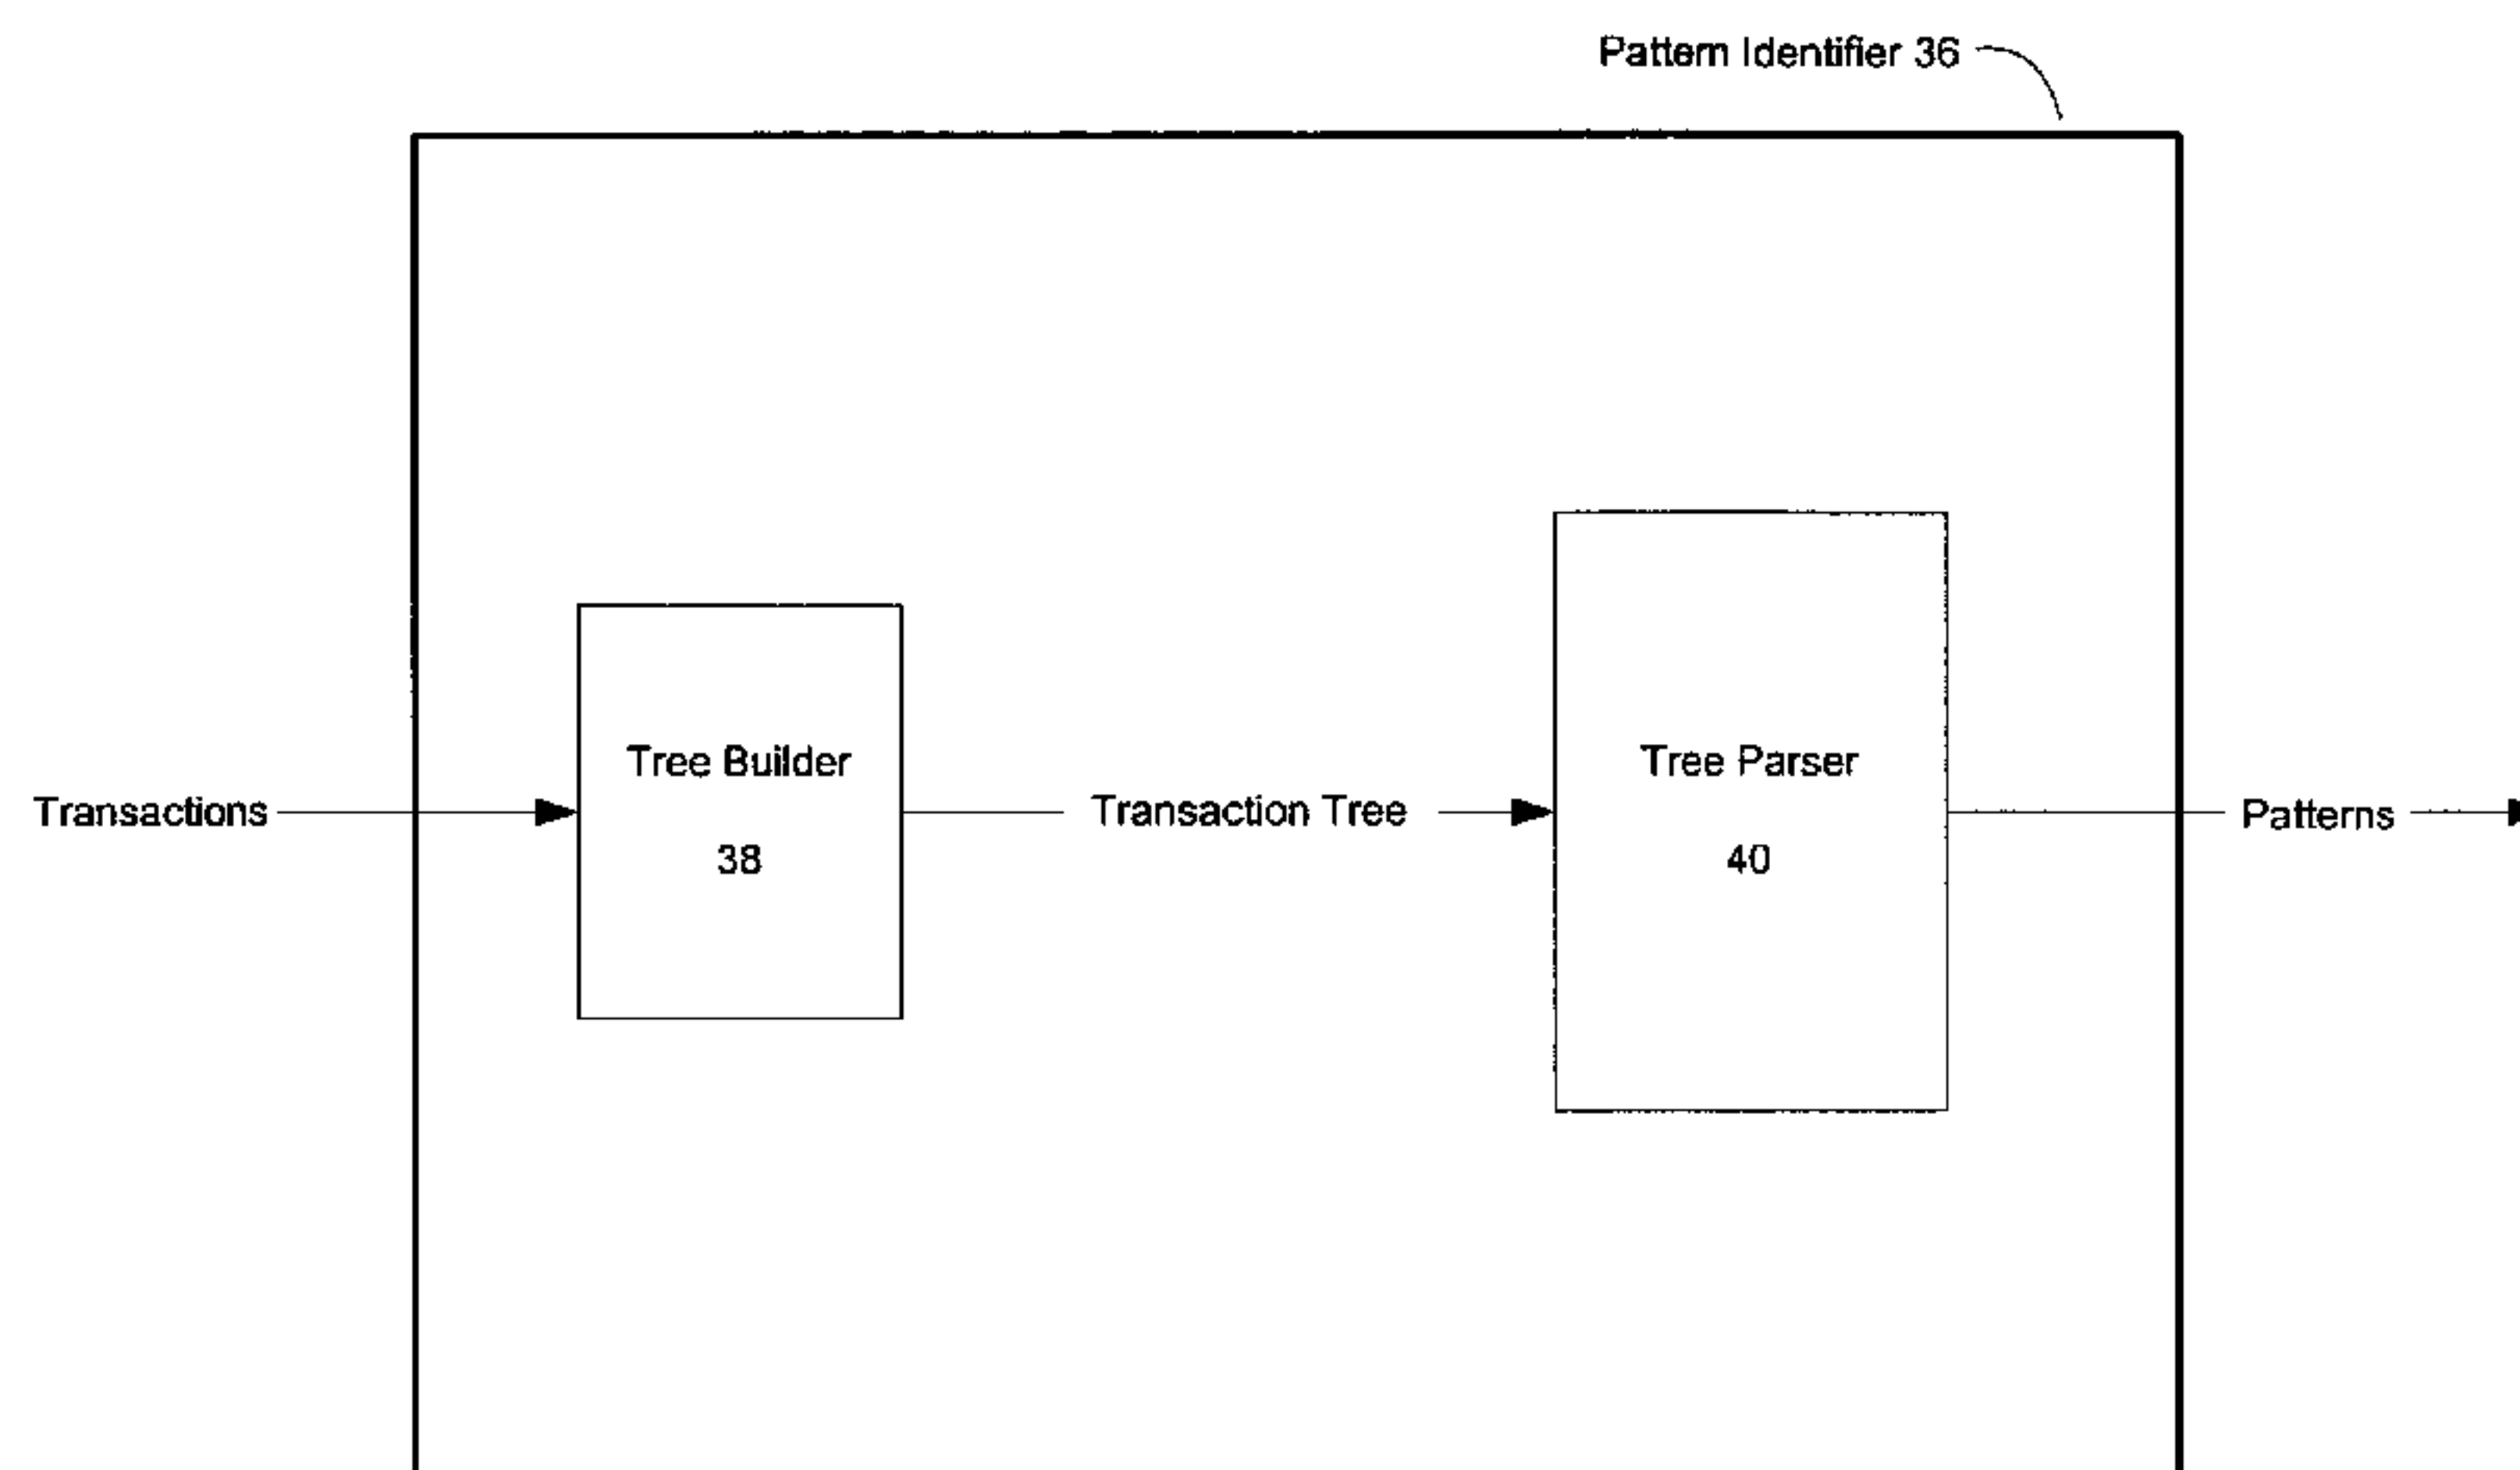 Pattern Identifier 36
Tree Builder
38
Tree Parser
40
Transactions
Transaction Tree
Patterns